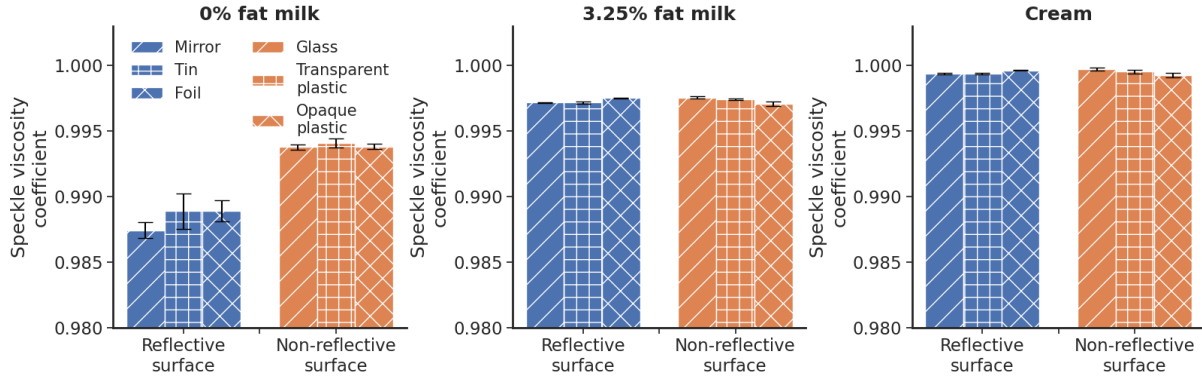 0% fat milk
Mirror
Tin
Foil
Glass
Transparent
plastic
Opaque
plastic
Speckle viscosity
coefficient
1.000
0.995
0.990
0.985
0.980
Reflective
surface
Non-reflective
surface
3.25% fat milk
Speckle viscosity
coefficient
1.000
0.995
0.990
0.985
0.980
Reflective
surface
Non-reflective
surface
Cream
Speckle viscosity
coefficient
1.000
0.995
0.990
0.985
0.980
Reflective
surface
Non-reflective
surface